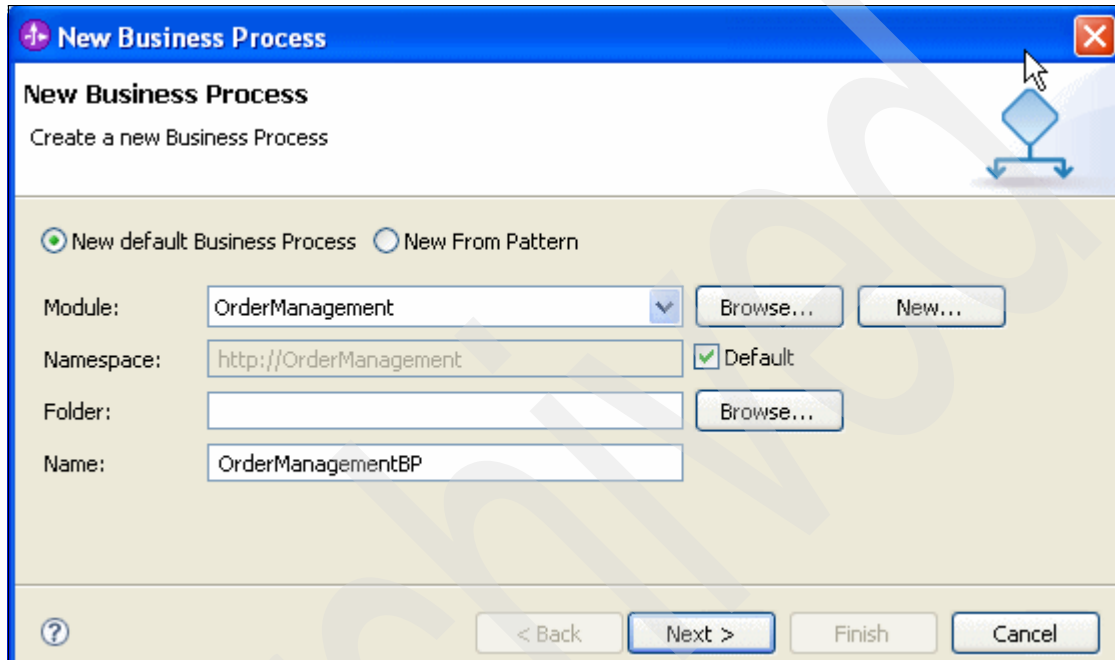 New Business Process
New Business Process
Create a new Business Process
New default Business Process New From Pattern
Module: OrderManagement Browse... New...
Namespace: http://OrderManagement Default
Folder: Browse...
Name: OrderManagementBP
? < Back Next > Finish Cancel